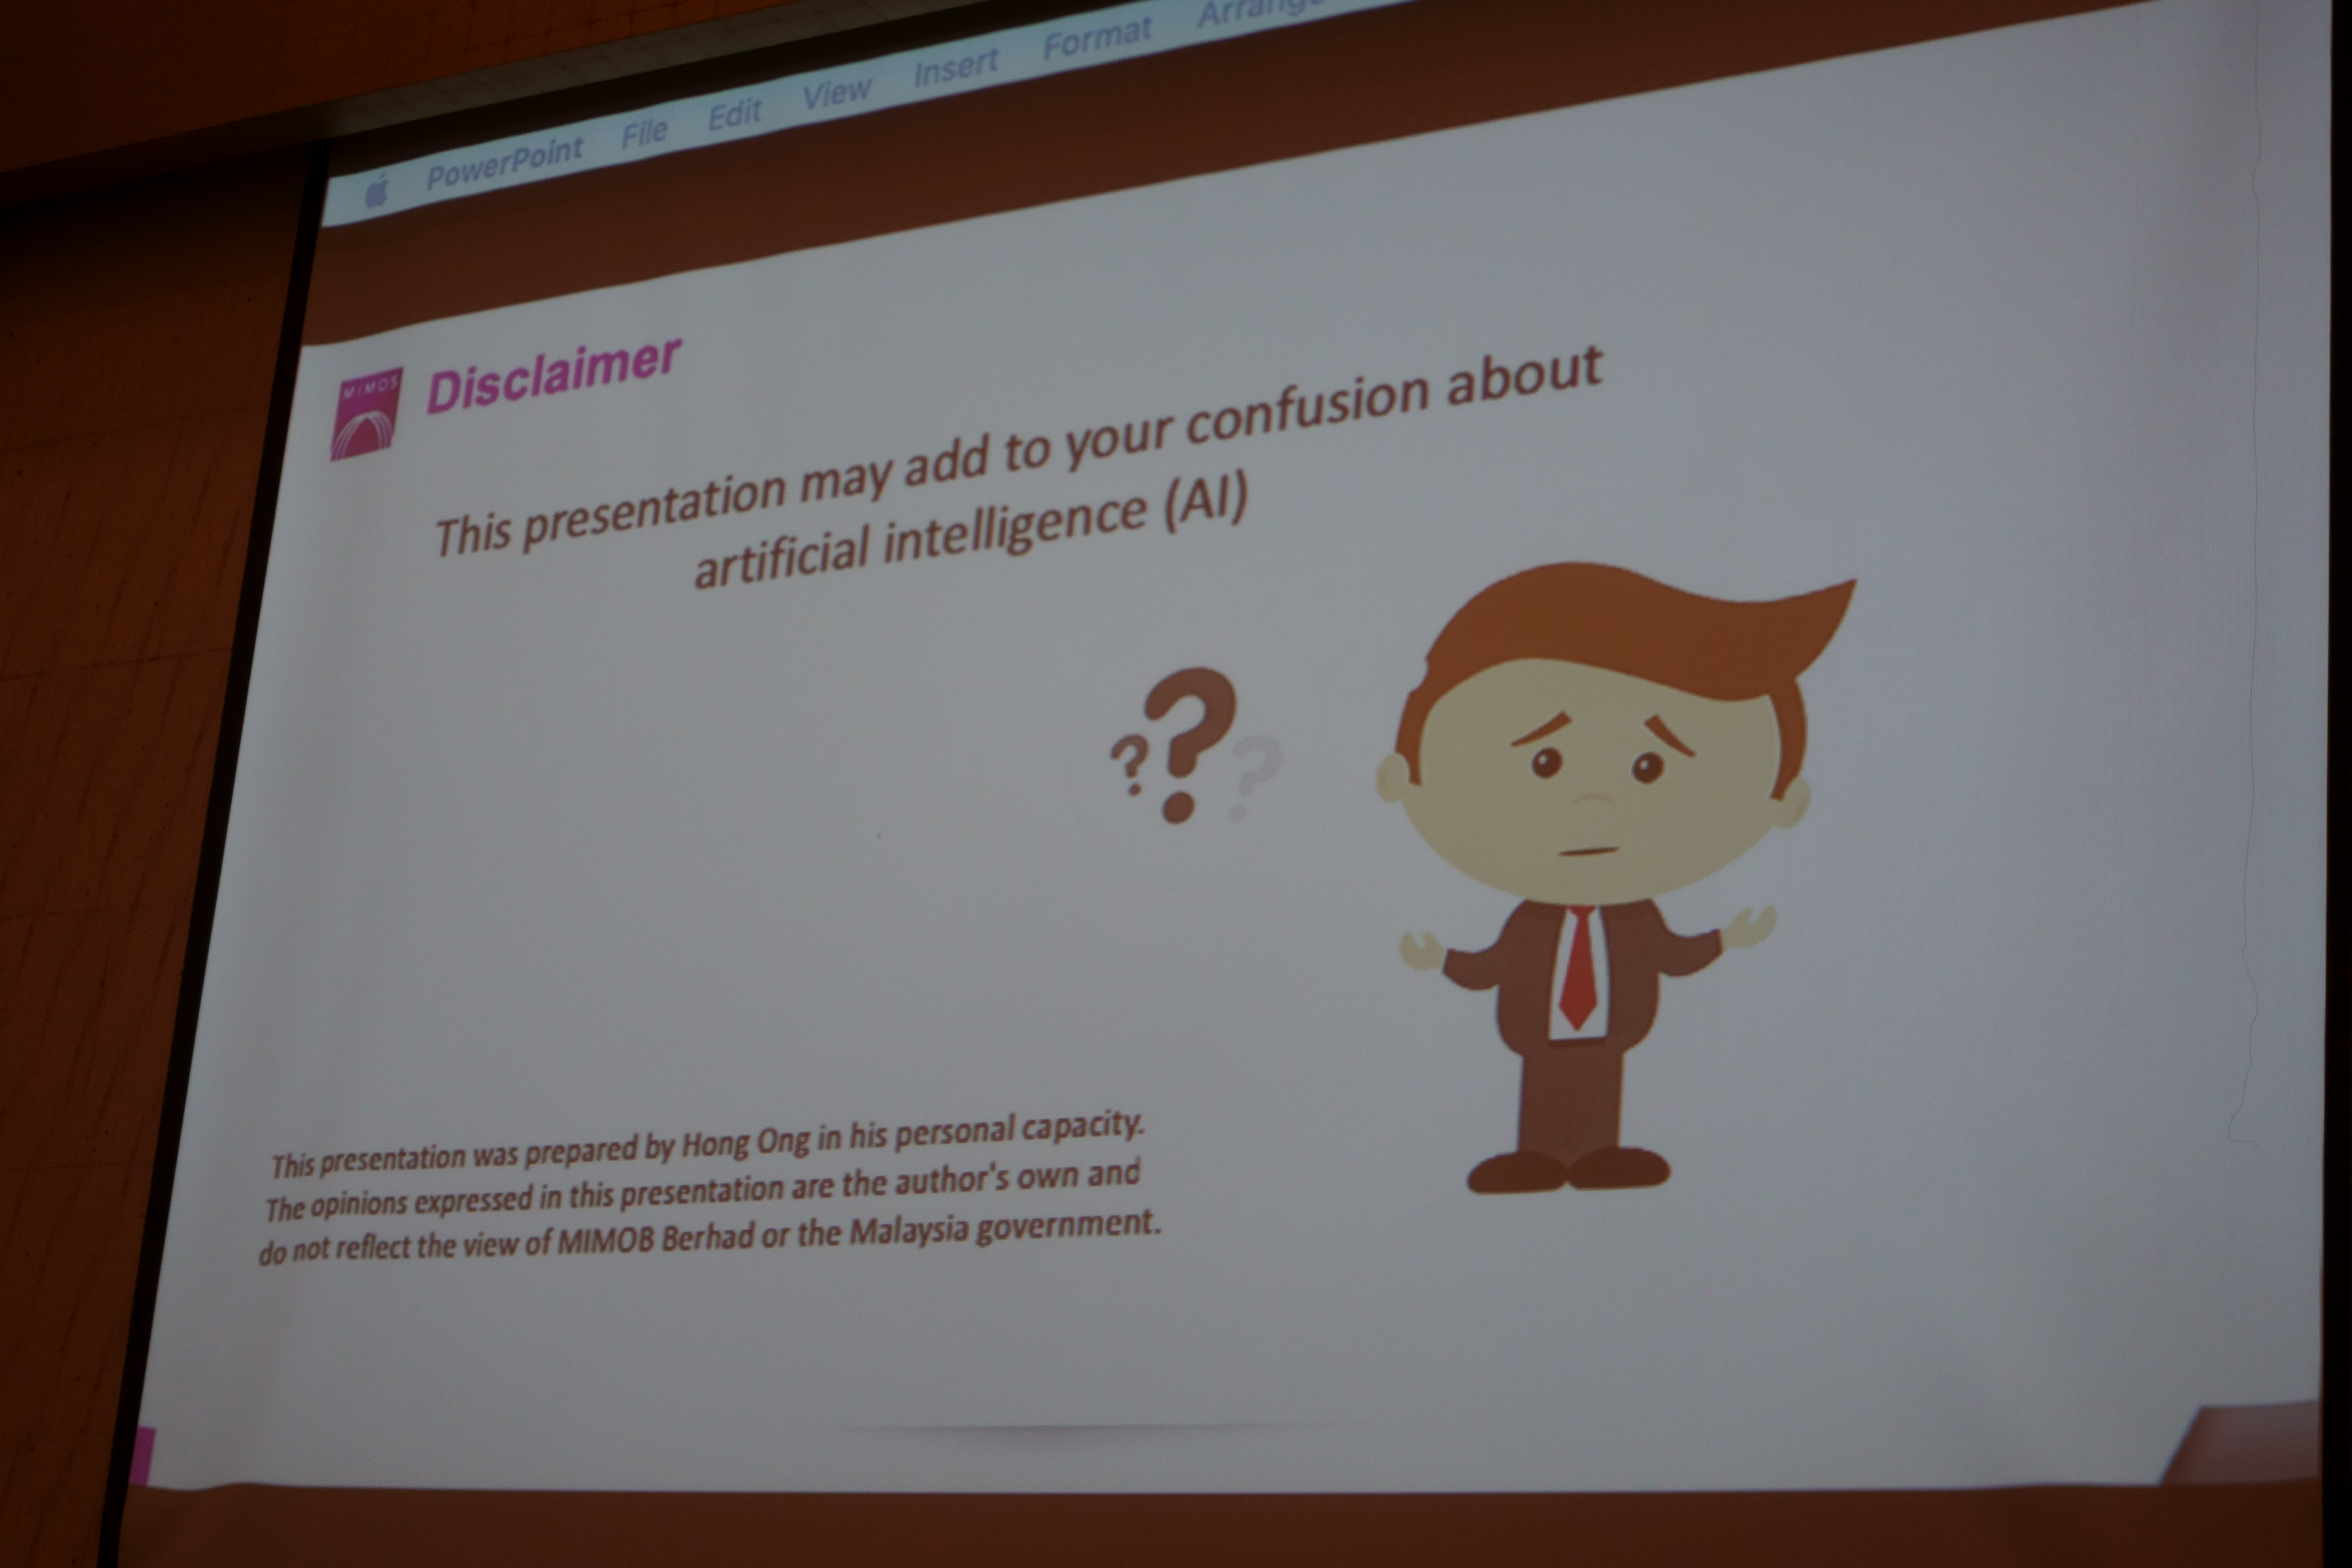 PowerPoint File Edit View Insert Format Arrange
MIMOS
Disclaimer
This presentation may add to your confusion about
artificial intelligence (AI)
? ? ?
This presentation was prepared by Hong Ong in his personal capacity.
The opinions expressed in this presentation are the author's own and
do not reflect the view of MIMOB Berhad or the Malaysia government.